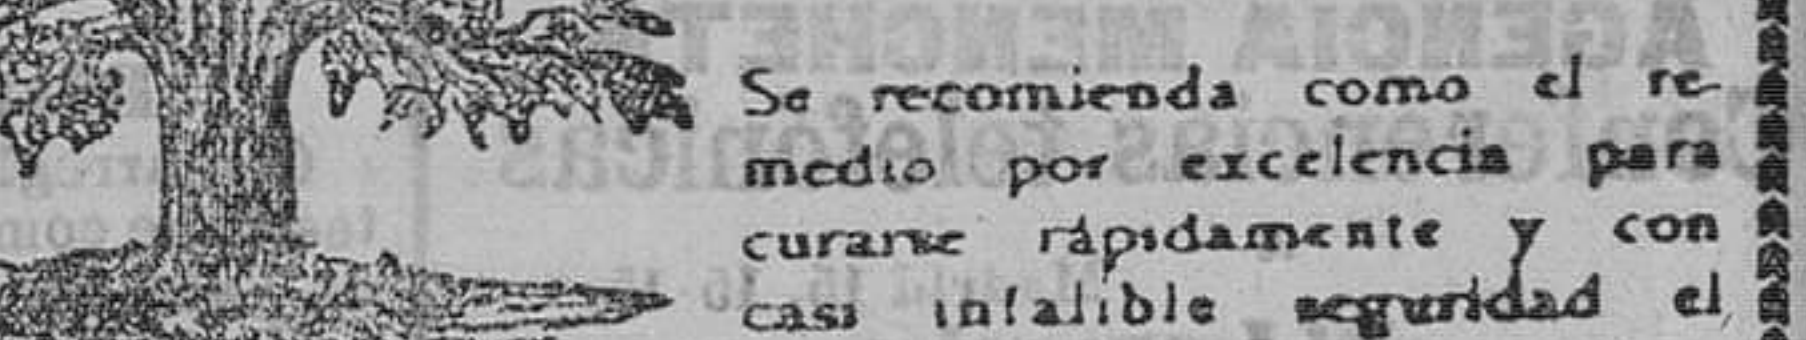 Se recomienda como el re-
medio por excelencia para
curarse rápidamente y con
casi infalible seguridad el